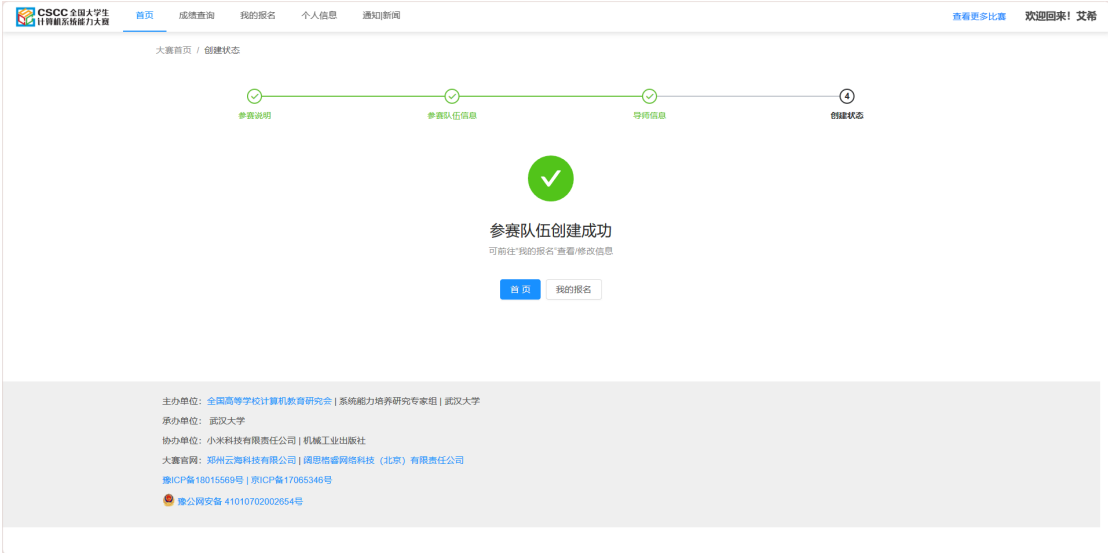 CSCC 全国大学生
计算机系统能力大赛
首页 成绩查询 我的报名 个人信息 通知|新闻 查看更多比赛 欢迎回来！艾希
大赛首页 / 创建状态
4
参赛说明 参赛队伍信息 导师信息 创建状态
参赛队伍创建成功
可前往"我的报名"查看/修改信息
首 页 我的报名
主办单位：全国高等学校计算机教育研究会 | 系统能力培养研究专家组 | 武汉大学
承办单位： 武汉大学
协办单位：小米科技有限责任公司 | 机械工业出版社
大赛官网：郑州云海科技有限公司 | 阔思格睿网络科技（北京）有限责任公司
豫ICP备18015569号 | 京ICP备17065346号
豫公网安备 41010702002654号